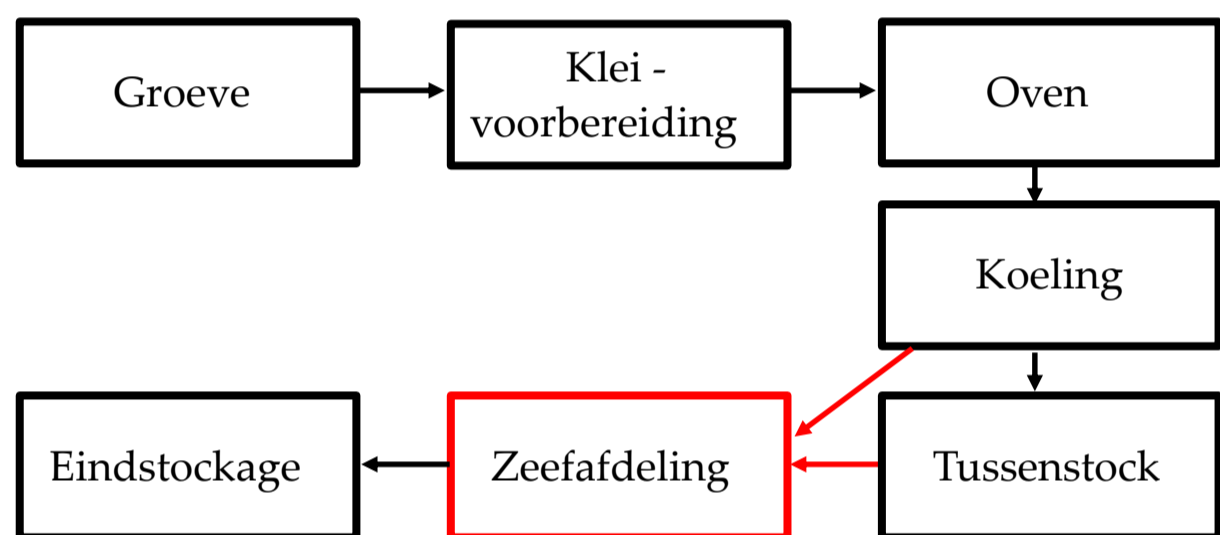 Groeve
Klei -
voorbereiding
Oven
Koeling
Eindstockage
Zeefafdeling
Tussenstock